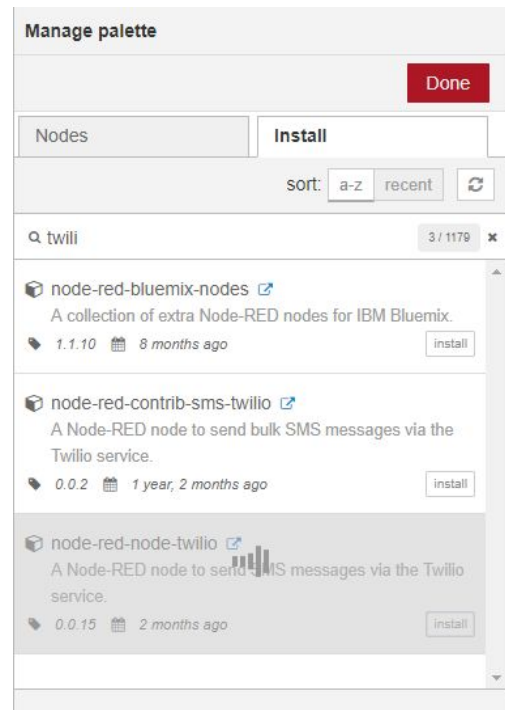 Manage palette
Done
Nodes
Install
sort: a-z recent
twili
3 / 1179
node-red-bluemix-nodes
A collection of extra Node-RED nodes for IBM Bluemix.
1.1.10 8 months ago
install
node-red-contrib-sms-twilio
A Node-RED node to send bulk SMS messages via the
Twilio service.
0.0.2 1 year, 2 months ago
install
node-red-node-twilio
A Node-RED node to send SMS messages via the Twilio
service.
0.0.15 2 months ago
install